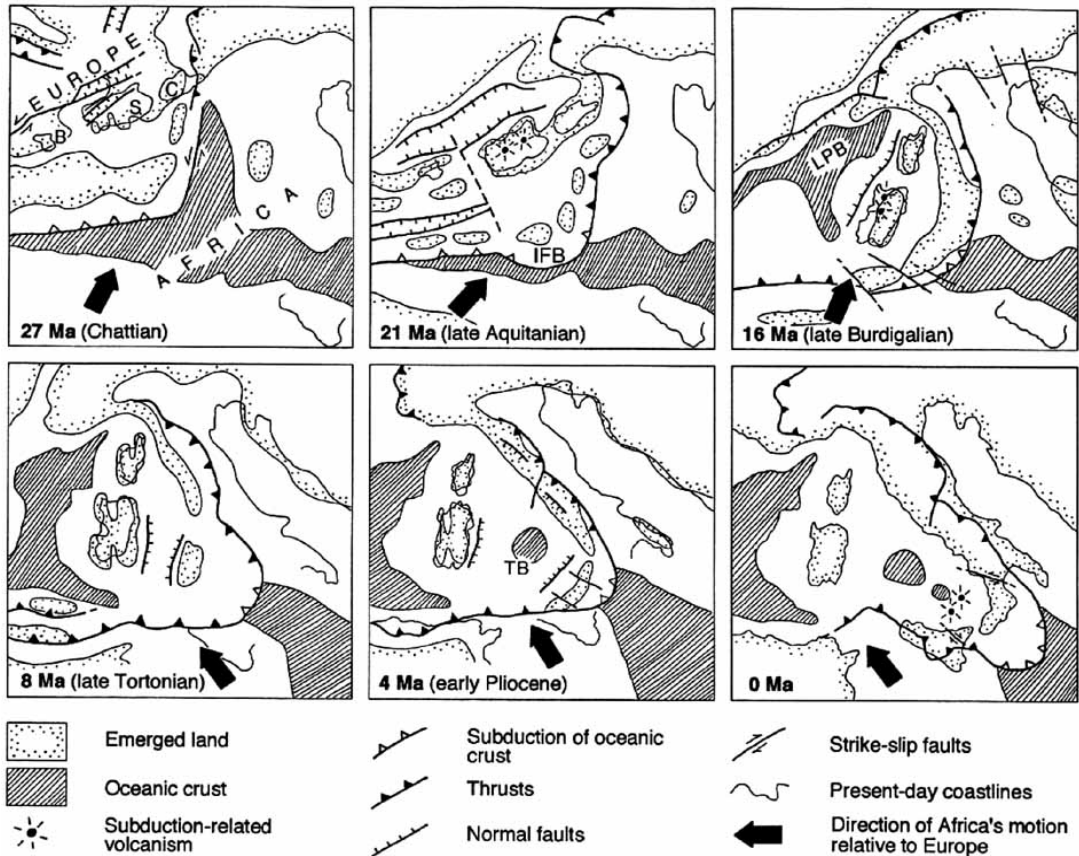 EUROPE
S
C
B
AFRICA
27 Ma (Chattian)
IFB
21 Ma (late Aquitanian)
LPB
16 Ma (late Burdigalian)
8 Ma (late Tortonian)
TB
4 Ma (early Pliocene)
0 Ma
Emerged land
Oceanic crust
Subduction-related
volcanism
Subduction of oceanic
crust
Thrusts
Normal faults
Strike-slip faults
Present-day coastlines
Direction of Africa's motion
relative to Europe